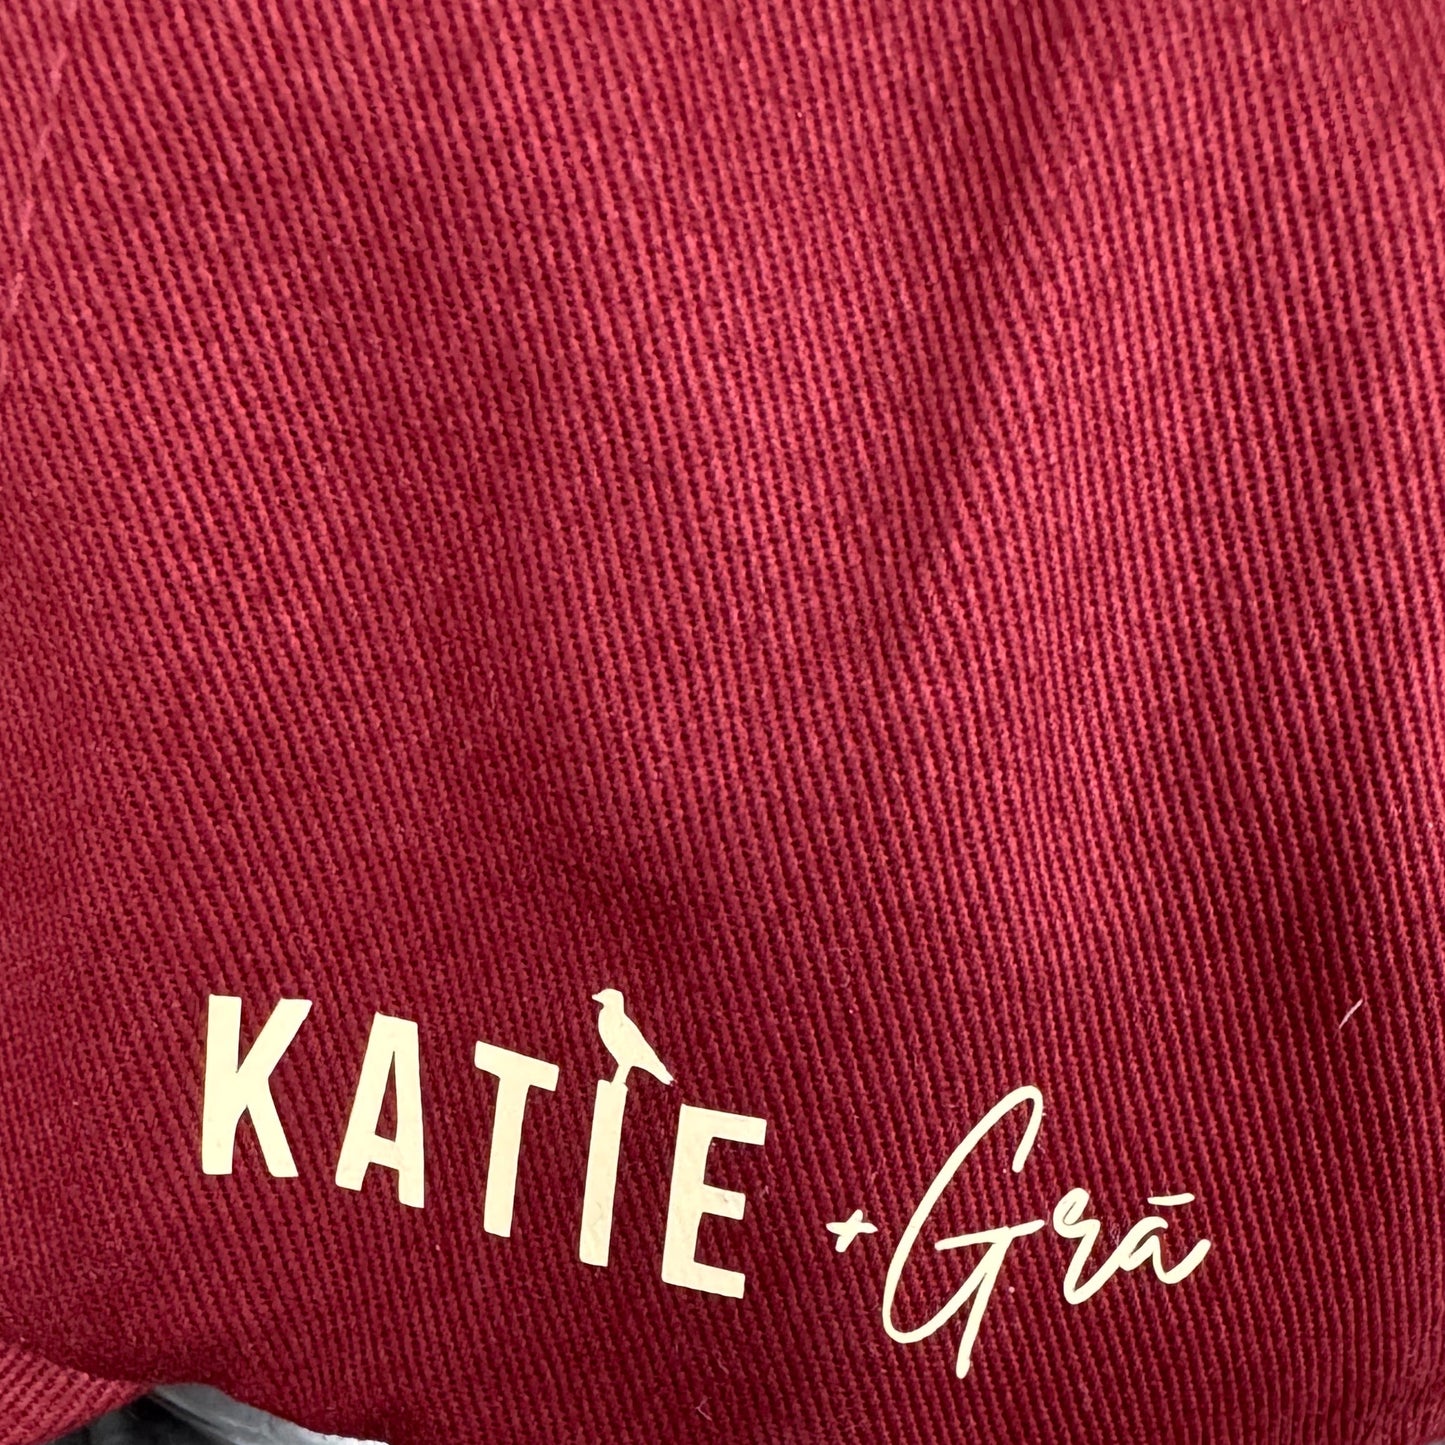 KATIE + Grā